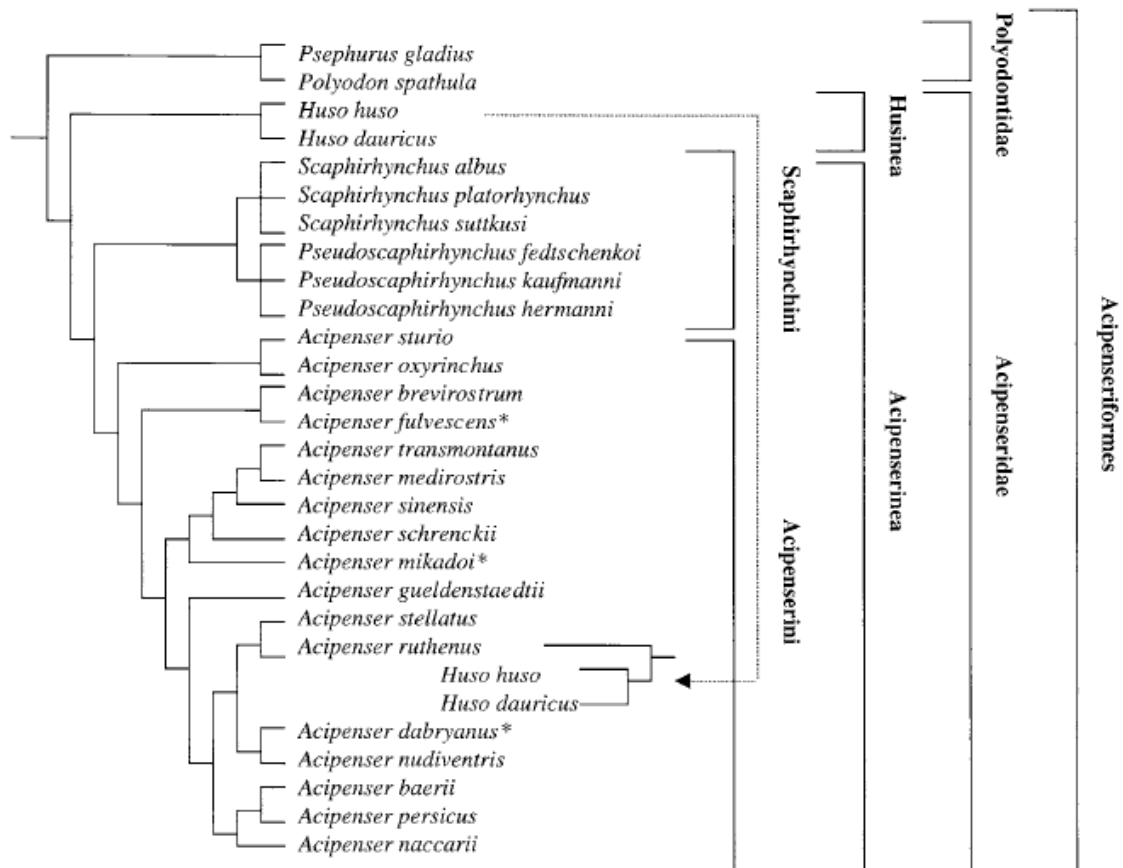 Psephurus gladius
Polyodon spathula
Huso huso
Huso dauricus
Scaphirhynchus albus
Scaphirhynchus platorhynchus
Scaphirhynchus suttkusi
Pseudoscaphirhynchus fedtschenkoi
Pseudoscaphirhynchus kaufmanni
Pseudoscaphirhynchus hermanni
Acipenser sturio
Acipenser oxyrinchus
Acipenser brevirostrum
Acipenser fulvescens*
Acipenser transmontanus
Acipenser medirostris
Acipenser sinensis
Acipenser schrenckii
Acipenser mikadoi*
Acipenser gueldenstaedtii
Acipenser stellatus
Acipenser ruthenus
Huso huso
Huso dauricus
Acipenser dabryanus*
Acipenser nudiventris
Acipenser baerii
Acipenser persicus
Acipenser naccarii
Scaphirhynchini
Acipenserini
Husinea
Acipenserinea
Polyodontidae
Acipenseridae
Acipenseriformes